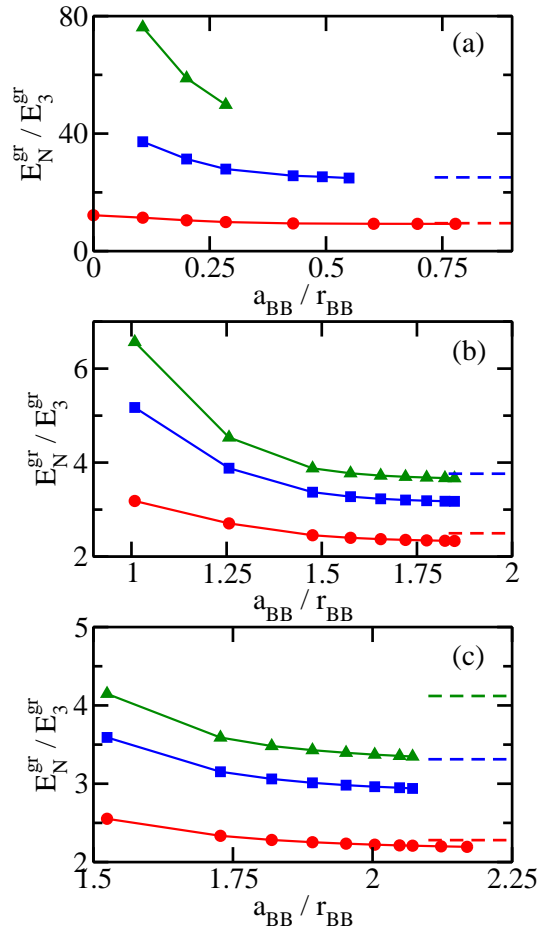 (a)
80
40
0
E_N^gr / E_3^gr
0 0.25 0.5 0.75
a_BB / r_BB
(b)
6
4
2
E_N^gr / E_3^gr
1 1.25 1.5 1.75 2
a_BB / r_BB
(c)
5
4
3
2
E_N^gr / E_3^gr
1.5 1.75 2 2.25
a_BB / r_BB